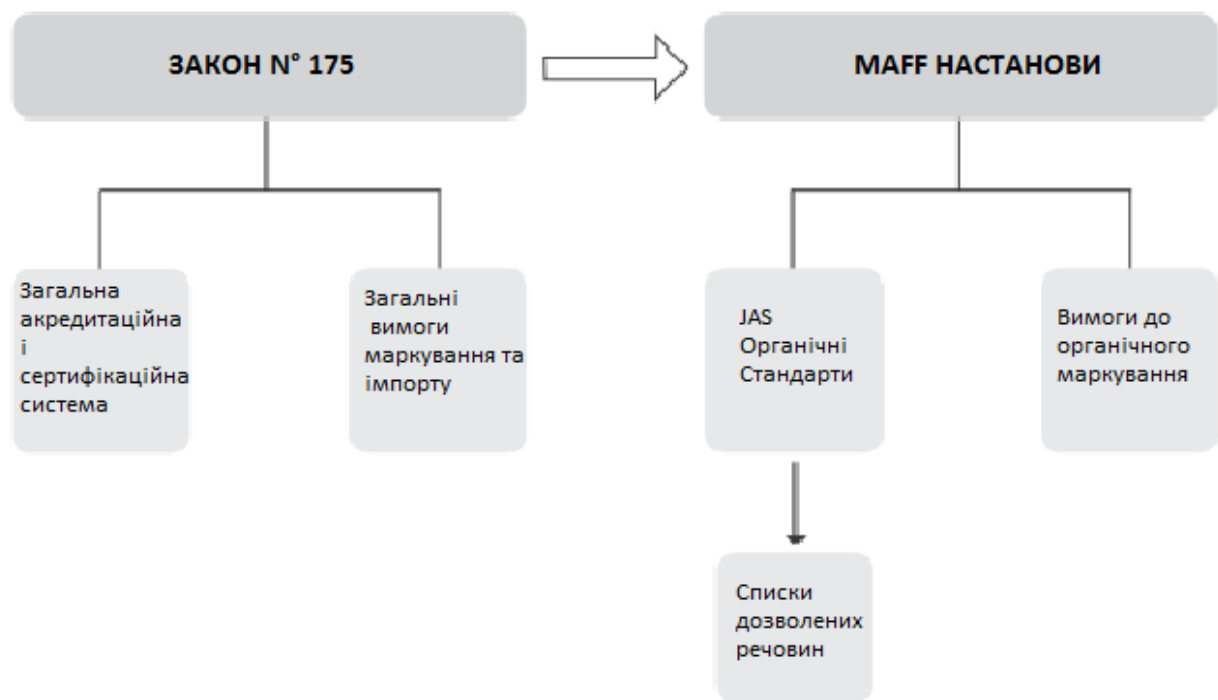 ЗАКОН N° 175
MAFF НАСТАНОВИ
Загальна
акредитаційна
і
сертифікаційна
система
Загальні
вимоги
маркування та
імпорту
JAS
Органічні
Стандарти
Вимоги до
органічного
маркування
Списки
дозволених
речовин